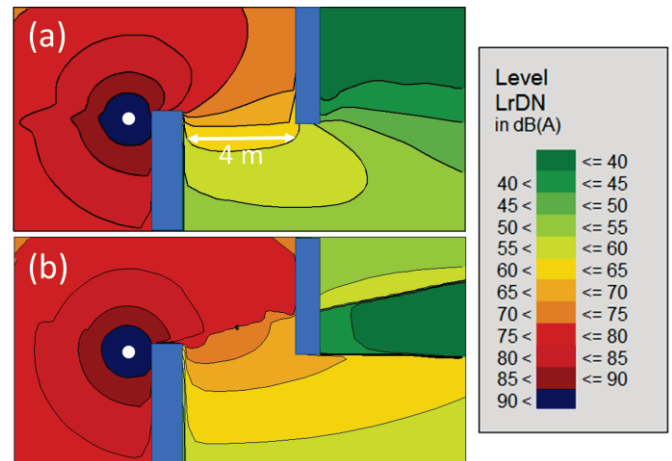 (a)
4 m
(b)
Level
LrDN
in dB(A)
<= 40
40 < <= 45
45 < <= 50
50 < <= 55
55 < <= 60
60 < <= 65
65 < <= 70
70 < <= 75
75 < <= 80
80 < <= 85
85 < <= 90
90 <